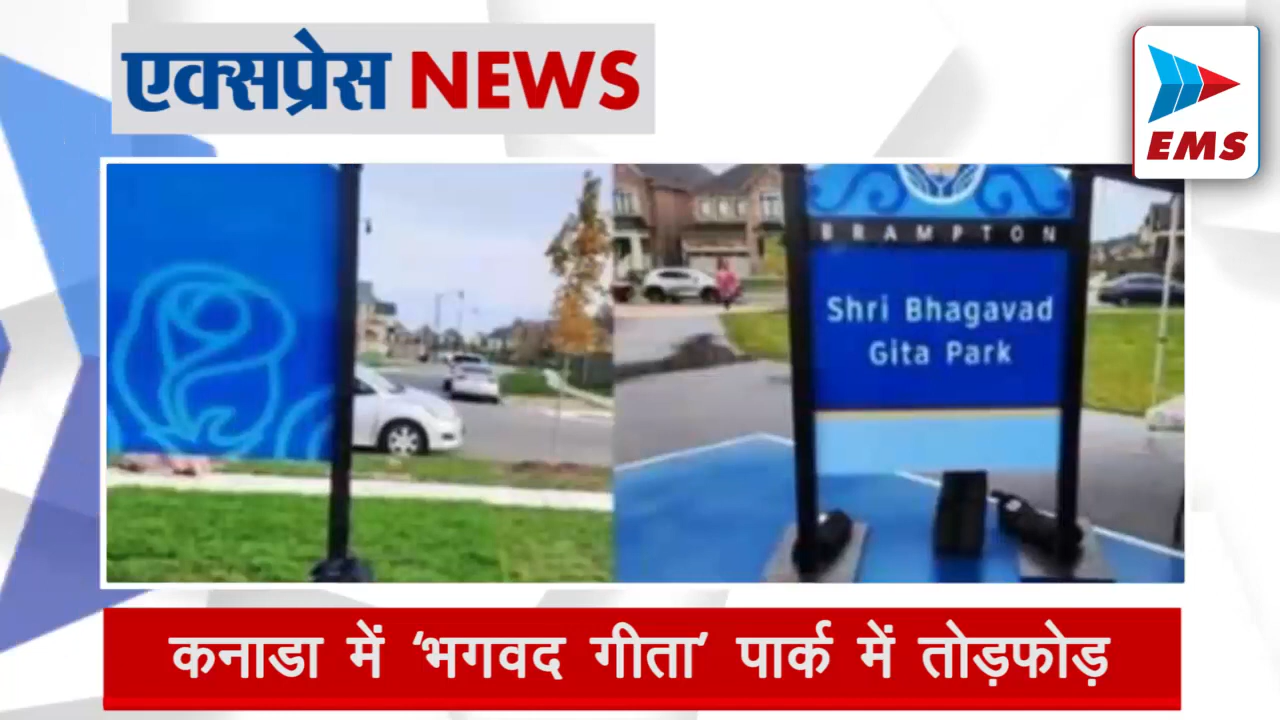 एक्सप्रेस NEWS
EMS
BRAMPTON
Shri Bhagavad
Gita Park
कनाडा में ‘भगवद गीता’ पार्क में तोड़फोड़